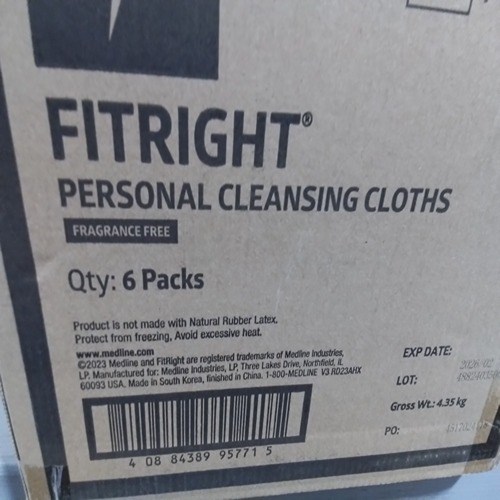 FITRIGHT®
PERSONAL CLEANSING CLOTHS
FRAGRANCE FREE
Qty: 6 Packs
Product is not made with Natural Rubber Latex.
Protect from freezing, Avoid excessive heat.
www.medline.com
©2023 Medline and FitRight are registered trademarks of Medline Industries,
LP. Manufactured for: Medline Industries, LP, Three Lakes Drive, Northfield, IL
60093 USA. Made in South Korea, finished in China. 1-800-MEDLINE V3 RD23AHX
EXP DATE:
LOT:
Gross Wt.: 4.35 kg
PO:
4 08 84389 95771 5